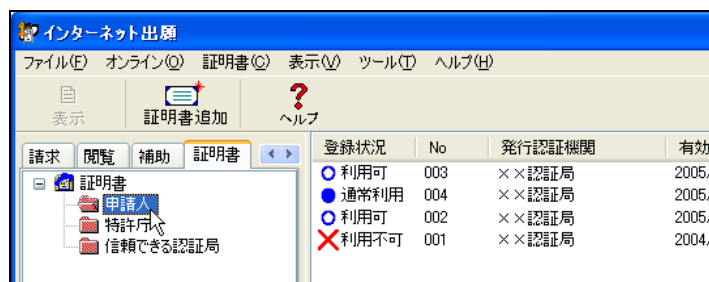 インターネット出願
ファイル(F) オンライン(O) 証明書(C) 表示(V) ツール(T) ヘルプ(H)
表示 証明書追加 ヘルプ
請求 閲覧 補助 証明書
証明書
申請人
特許庁
信頼できる認証局
登録状況 No 発行認証機関 有効
利用可 003 ××認証局 2005/
通常利用 004 ××認証局 2005/
利用可 002 ××認証局 2005/
利用不可 001 ××認証局 2004/